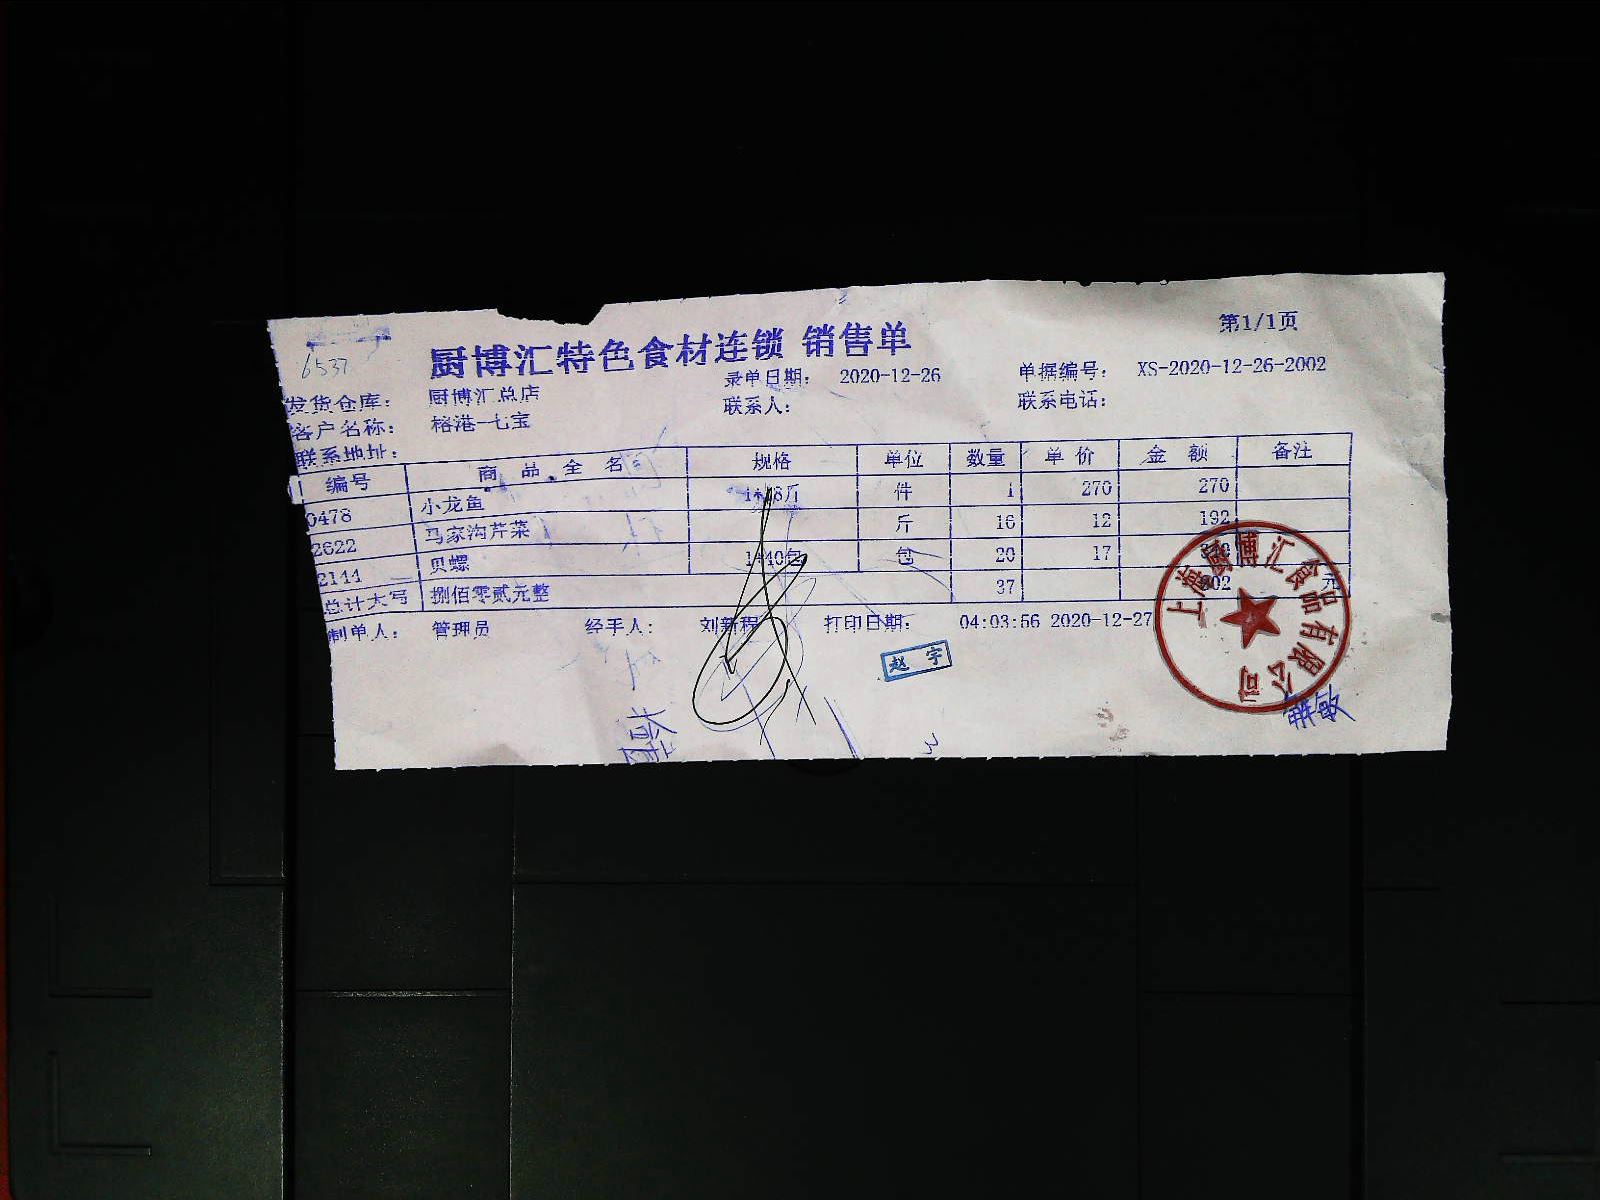 第1/1页
6537
厨博汇特色食材连锁 销售单
发货仓库： 厨博汇总店 录单日期： 2020-12-26 单据编号： XS-2020-12-26-2002
客户名称： 榕港-七宝 联系人： 联系电话：
联系地址：
编号 商品全名 规格 单位 数量 单价 金额 备注
0478 小龙鱼 件 1 270 270
2622 马家沟芹菜 斤 16 12 192
2144 贝螺 1*40包 包 20 17
总计大写 捌佰零贰元整 37 802 元
制单人： 管理员 经手人： 刘新程 打印日期： 04:03:56 2020-12-27
赵宇
上海厨博汇食品有限公司